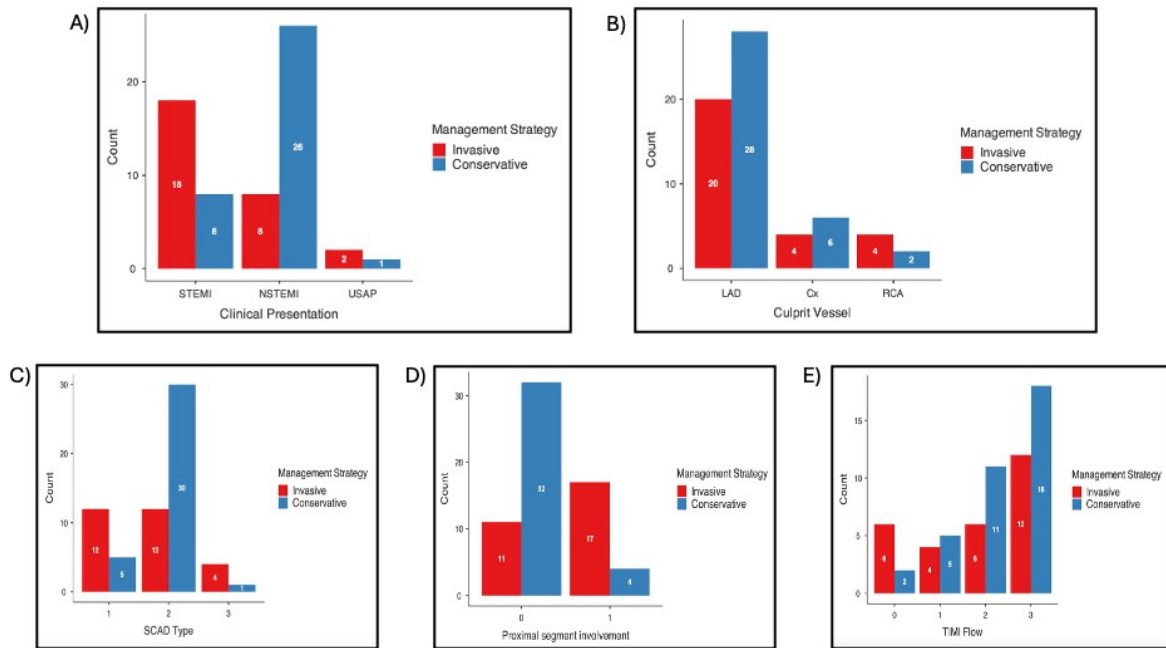 A)
Count
20
10
0
18
8
8
26
2
1
STEMI
NSTEMI
USAP
Clinical Presentation
Management Strategy
Invasive
Conservative
B)
Count
20
10
0
20
28
4
6
4
2
LAD
Cx
RCA
Culprit Vessel
Management Strategy
Invasive
Conservative
C)
Count
30
20
10
0
12
5
12
30
4
1
1
2
3
SCAD Type
Management Strategy
Invasive
Conservative
D)
Count
30
20
10
0
11
32
17
4
0
1
Proximal segment involvement
Management Strategy
Invasive
Conservative
E)
Count
15
10
5
0
6
2
4
5
6
11
12
18
0
1
2
3
TIMI Flow
Management Strategy
Invasive
Conservative